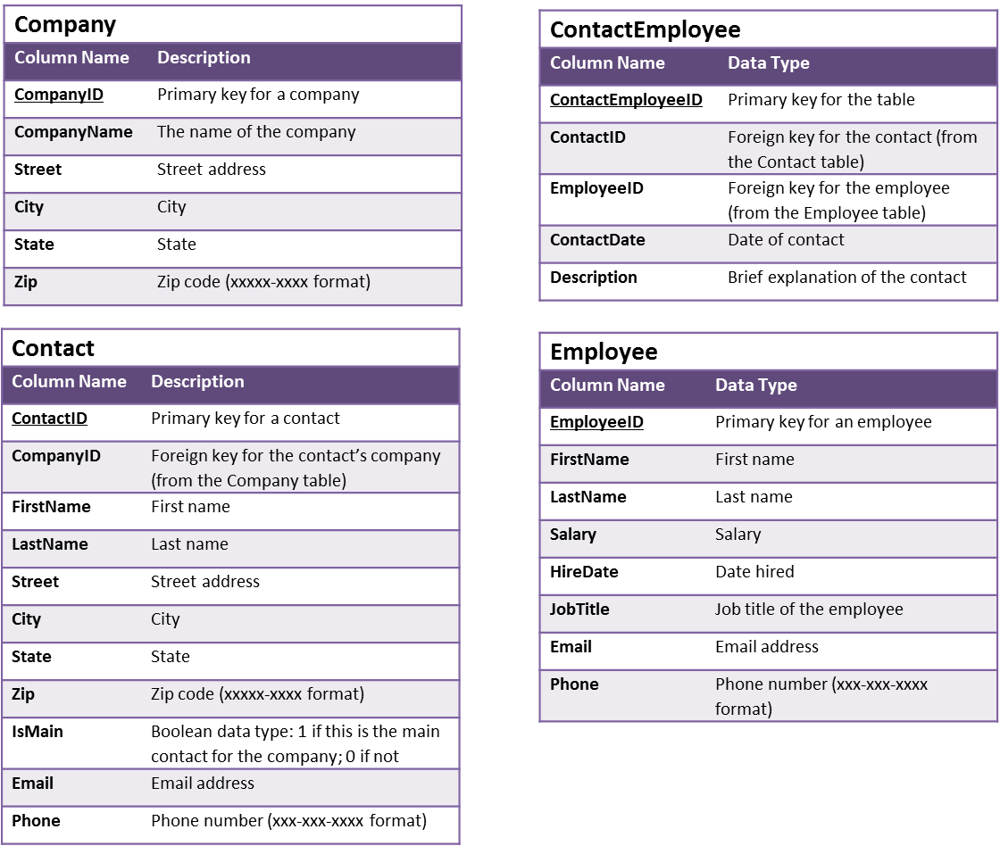 Company
Column Name Description
CompanyID Primary key for a company
CompanyName The name of the company
Street Street address
City City
State State
Zip Zip code (xxxxx-xxxx format)
Contact
Column Name Description
ContactID Primary key for a contact
CompanyID Foreign key for the contact’s company
(from the Company table)
FirstName First name
LastName Last name
Street Street address
City City
State State
Zip Zip code (xxxxx-xxxx format)
IsMain Boolean data type: 1 if this is the main
contact for the company; 0 if not
Email Email address
Phone Phone number (xxx-xxx-xxxx format)
ContactEmployee
Column Name Data Type
ContactEmployeeID Primary key for the table
ContactID Foreign key for the contact (from
the Contact table)
EmployeeID Foreign key for the employee
(from the Employee table)
ContactDate Date of contact
Description Brief explanation of the contact
Employee
Column Name Data Type
EmployeeID Primary key for an employee
FirstName First name
LastName Last name
Salary Salary
HireDate Date hired
JobTitle Job title of the employee
Email Email address
Phone Phone number (xxx-xxx-xxxx
format)